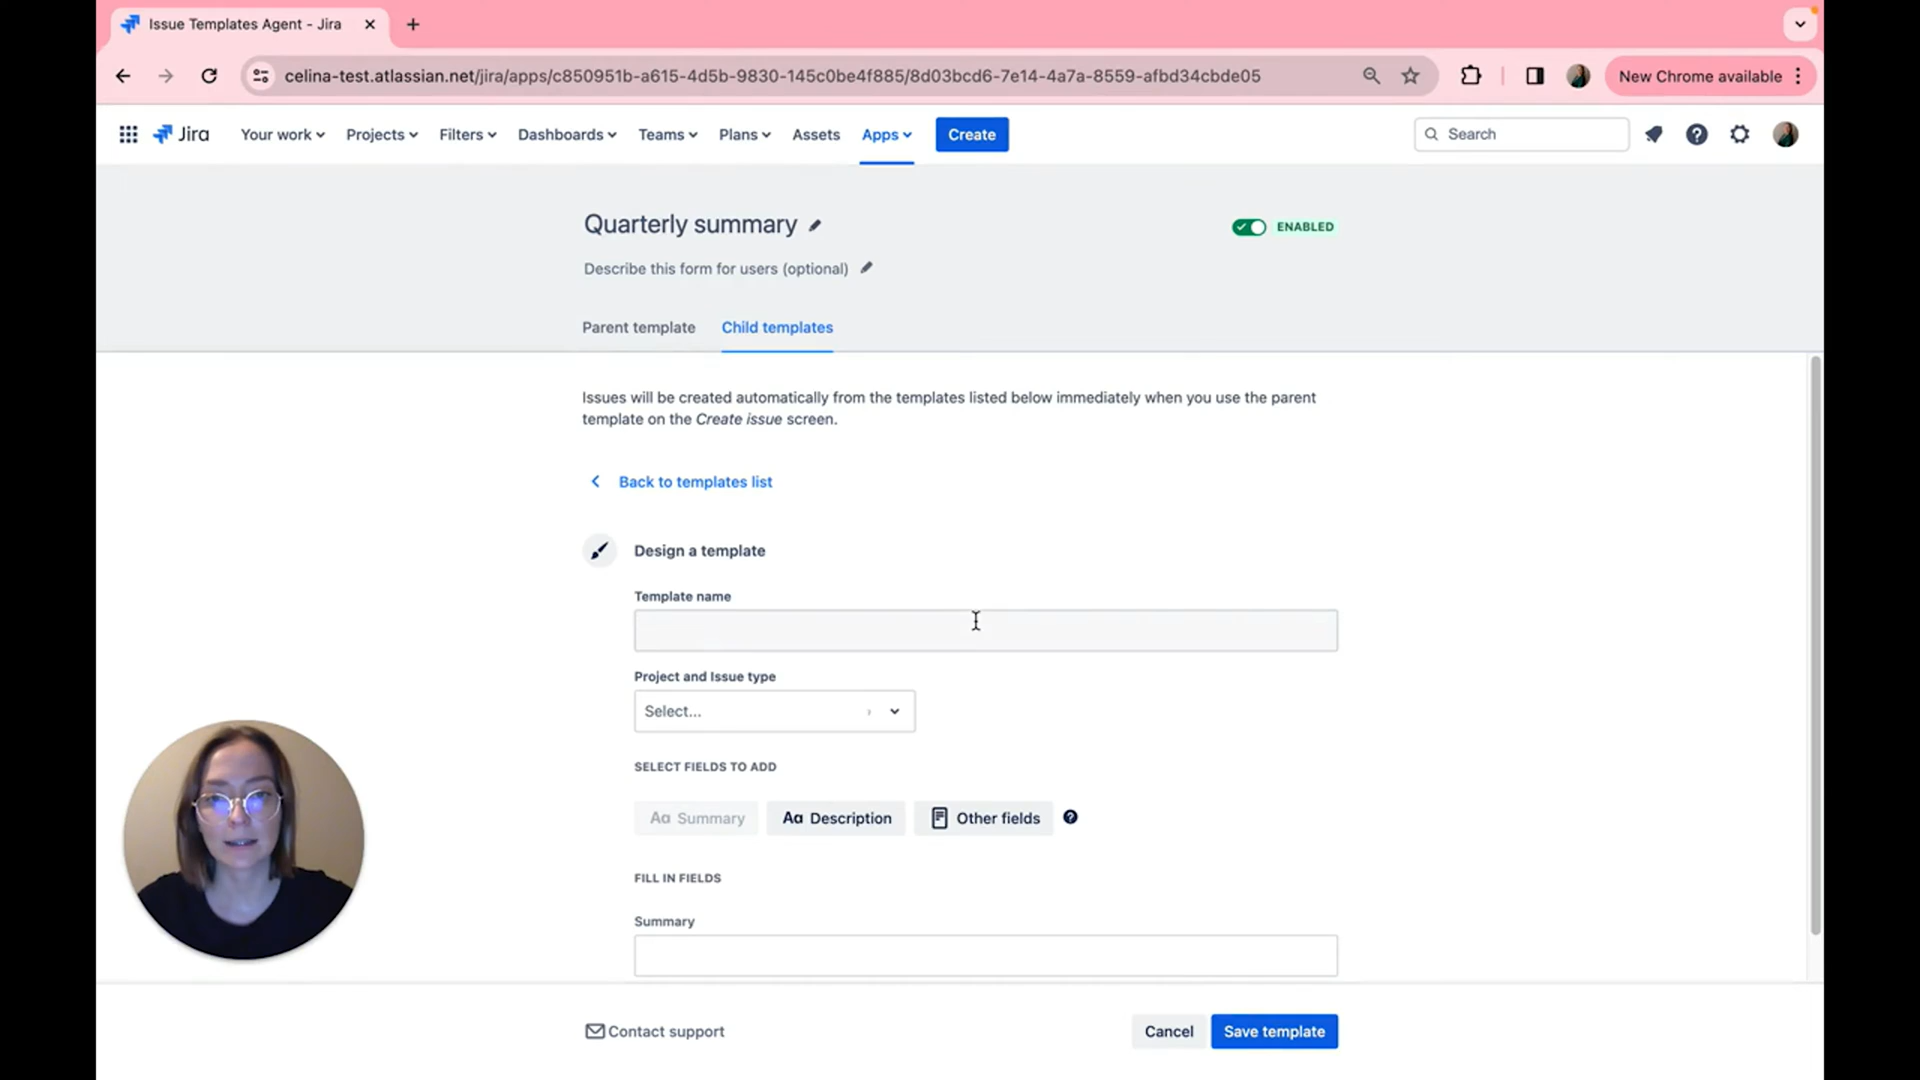 Issue Templates Agent - Jira
celina-test.atlassian.net/jira/apps/c850951b-a615-4d5b-9830-145c0be4f885/8d03bcd6-7e14-4a7a-8559-afbd34cbde05
New Chrome available
Jira Your work Projects Filters Dashboards Teams Plans Assets Apps Create Search
Quarterly summary
ENABLED
Describe this form for users (optional)
Parent template Child templates
Issues will be created automatically from the templates listed below immediately when you use the parent
template on the Create issue screen.
Back to templates list
Design a template
Template name
Project and Issue type
Select...
SELECT FIELDS TO ADD
Aa Summary Aa Description Other fields
FILL IN FIELDS
Summary
Contact support Cancel Save template